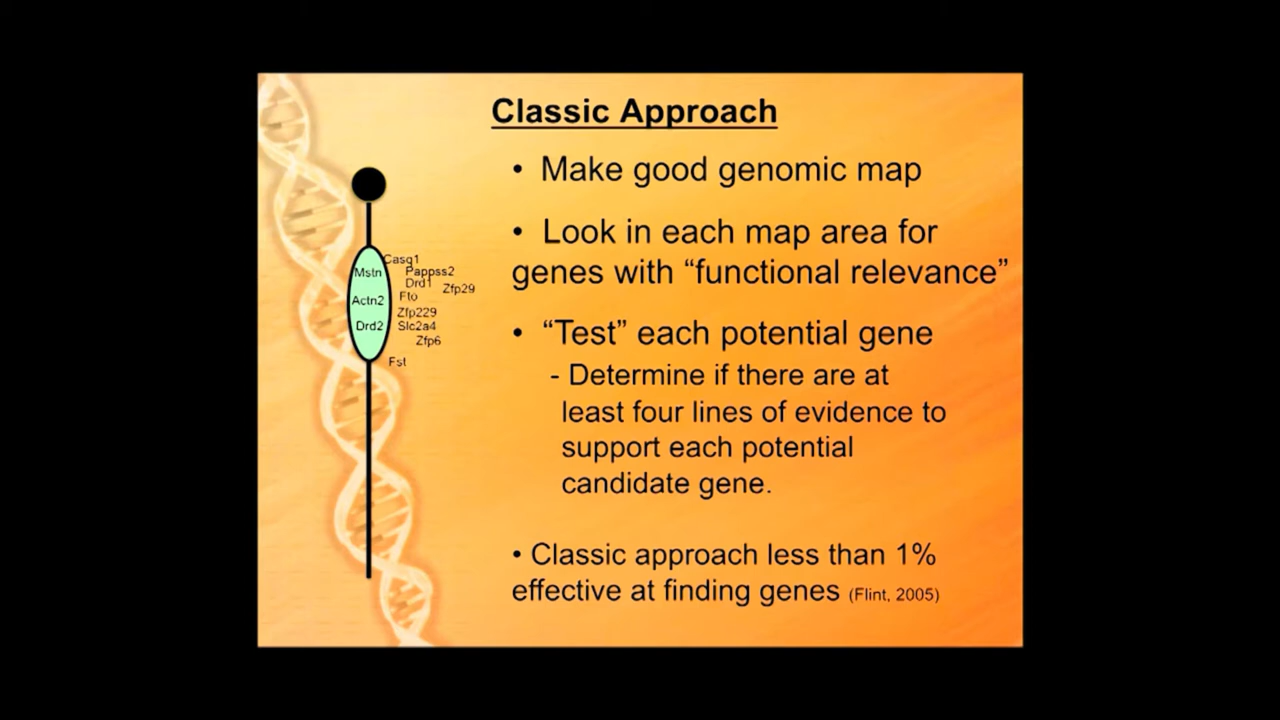 Classic Approach
• Make good genomic map
• Look in each map area for
genes with “functional relevance”
• “Test” each potential gene
- Determine if there are at
least four lines of evidence to
support each potential
candidate gene.
• Classic approach less than 1%
effective at finding genes (Flint, 2005)
Casq1
Mstn
Pappss2
Drd1
Zfp29
Fto
Actn2
Zfp229
Drd2
Slc2a4
Zfp6
Fst